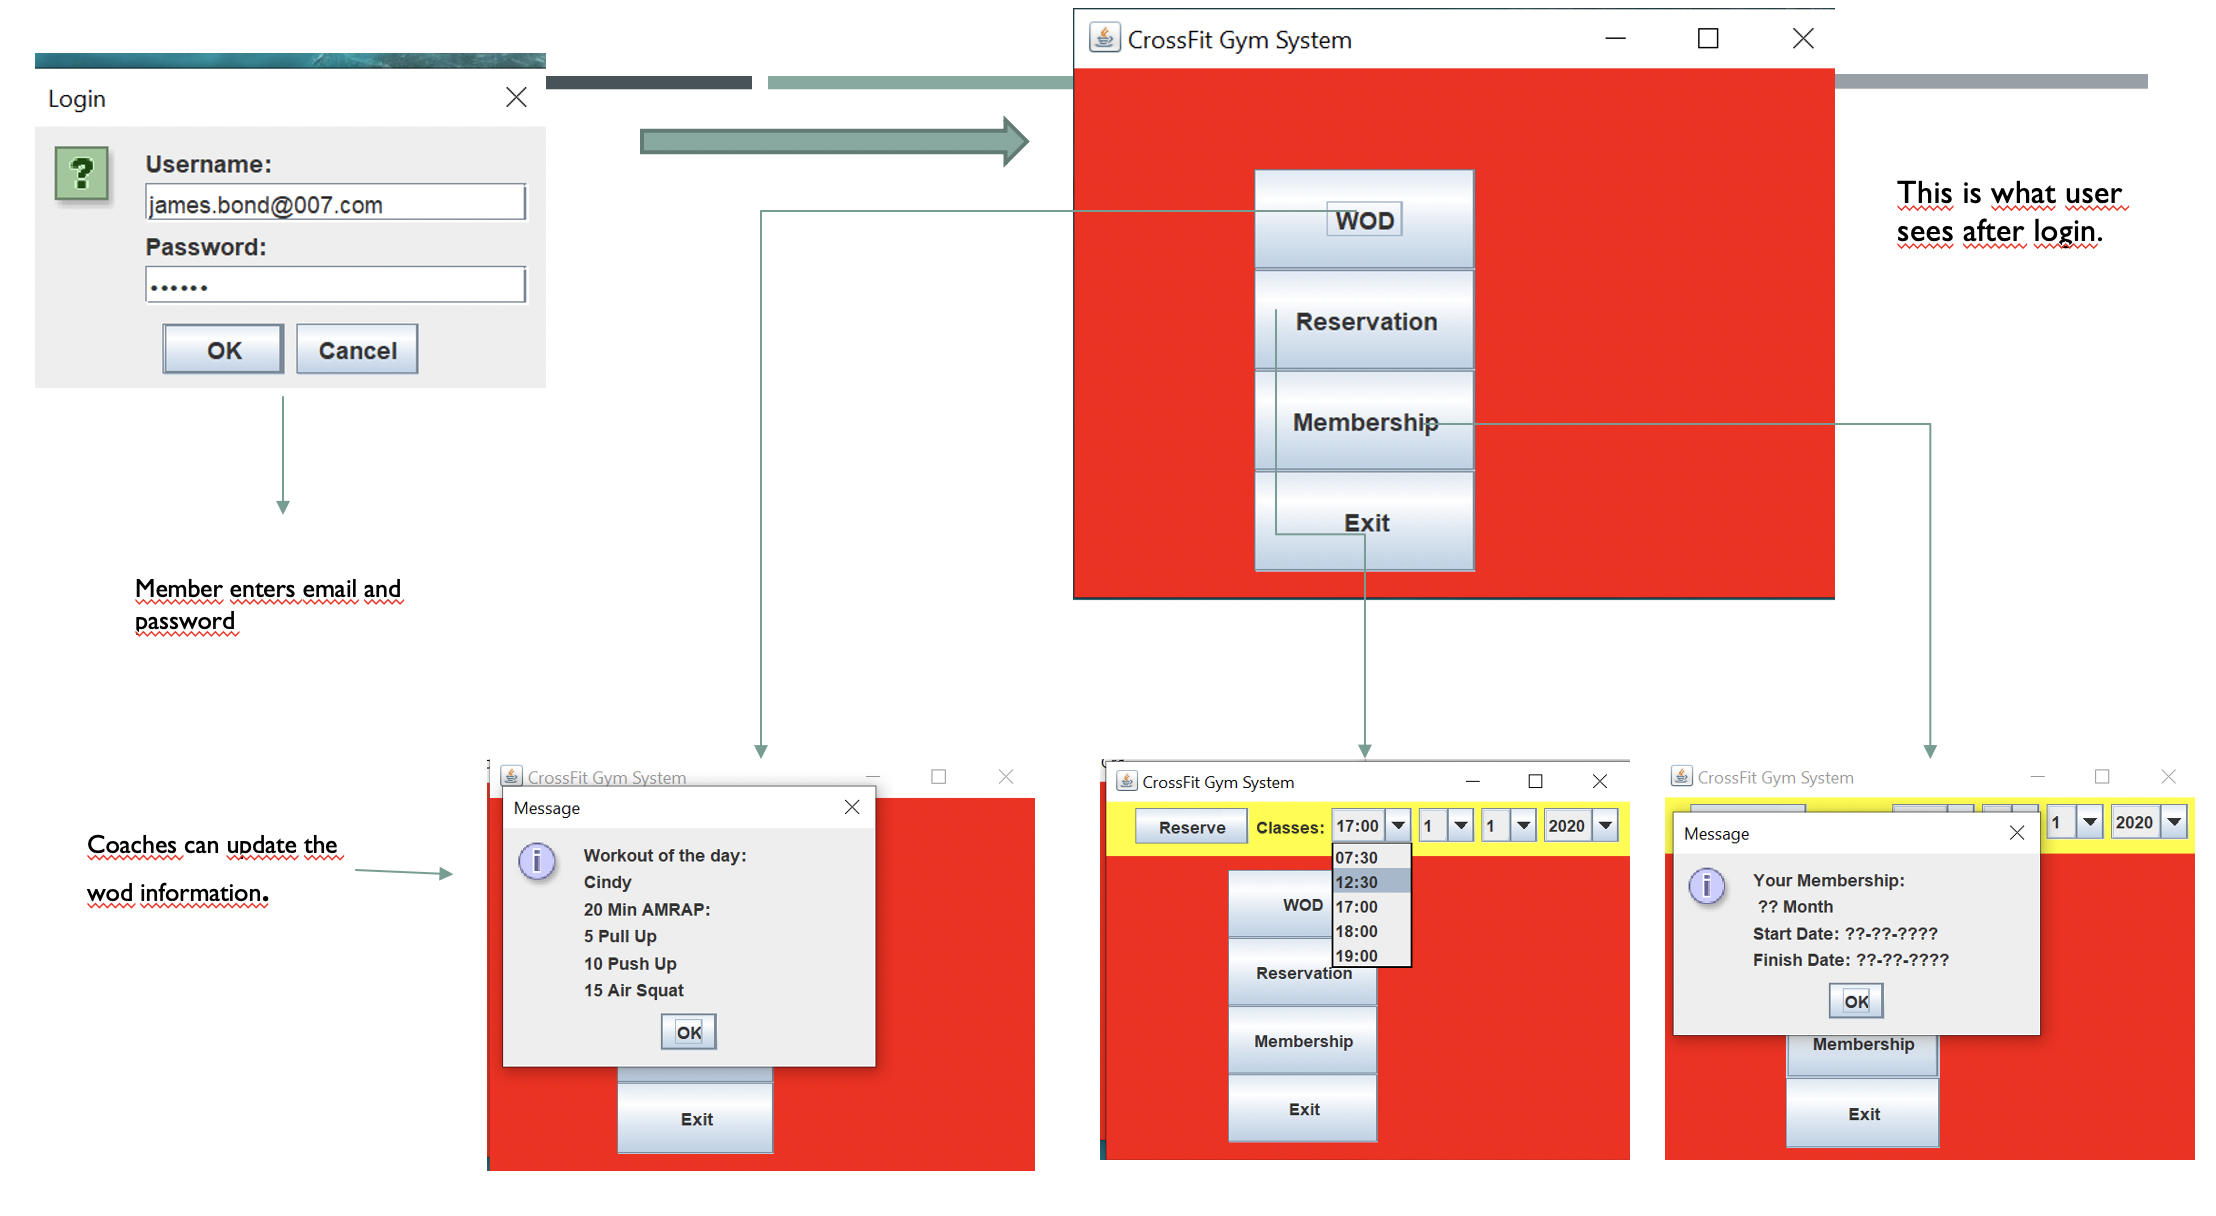 Login
Username:
james.bond@007.com
Password:
OK
Cancel
Member enters email and
password
CrossFit Gym System
WOD
Reservation
Membership
Exit
This is what user
sees after login.
Coaches can update the
wod information.
CrossFit Gym System
Message
Workout of the day:
Cindy
20 Min AMRAP:
5 Pull Up
10 Push Up
15 Air Squat
OK
Exit
CrossFit Gym System
Reserve Classes: 17:00 1 1 2020
07:30
12:30
17:00
18:00
19:00
WOD
Reservation
Membership
Exit
CrossFit Gym System
1 2020
Message
Your Membership:
?? Month
Start Date: ??-??-????
Finish Date: ??-??-????
OK
Membership
Exit